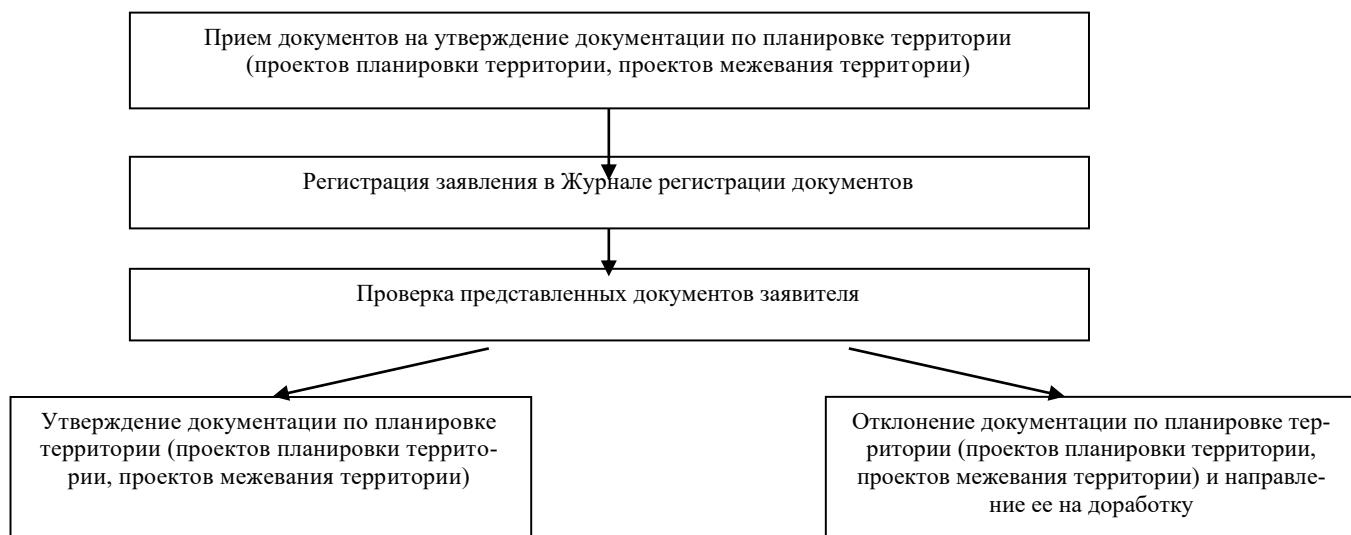 Прием документов на утверждение документации по планировке территории
(проектов планировки территории, проектов межевания территории)
Регистрация заявления в Журнале регистрации документов
Проверка представленных документов заявителя
Утверждение документации по планировке
территории (проектов планировки террито-
рии, проектов межевания территории)
Отклонение документации по планировке тер-
ритории (проектов планировки территории,
проектов межевания территории) и направле-
ние ее на доработку